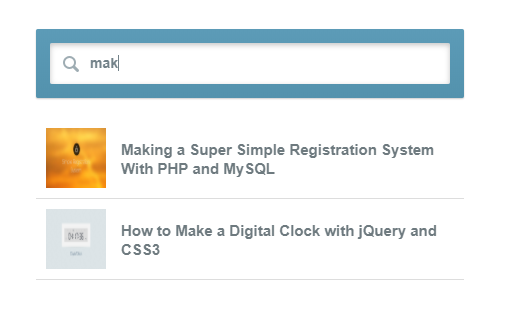 mak
Making a Super Simple Registration System
With PHP and MySQL
How to Make a Digital Clock with jQuery and
CSS3